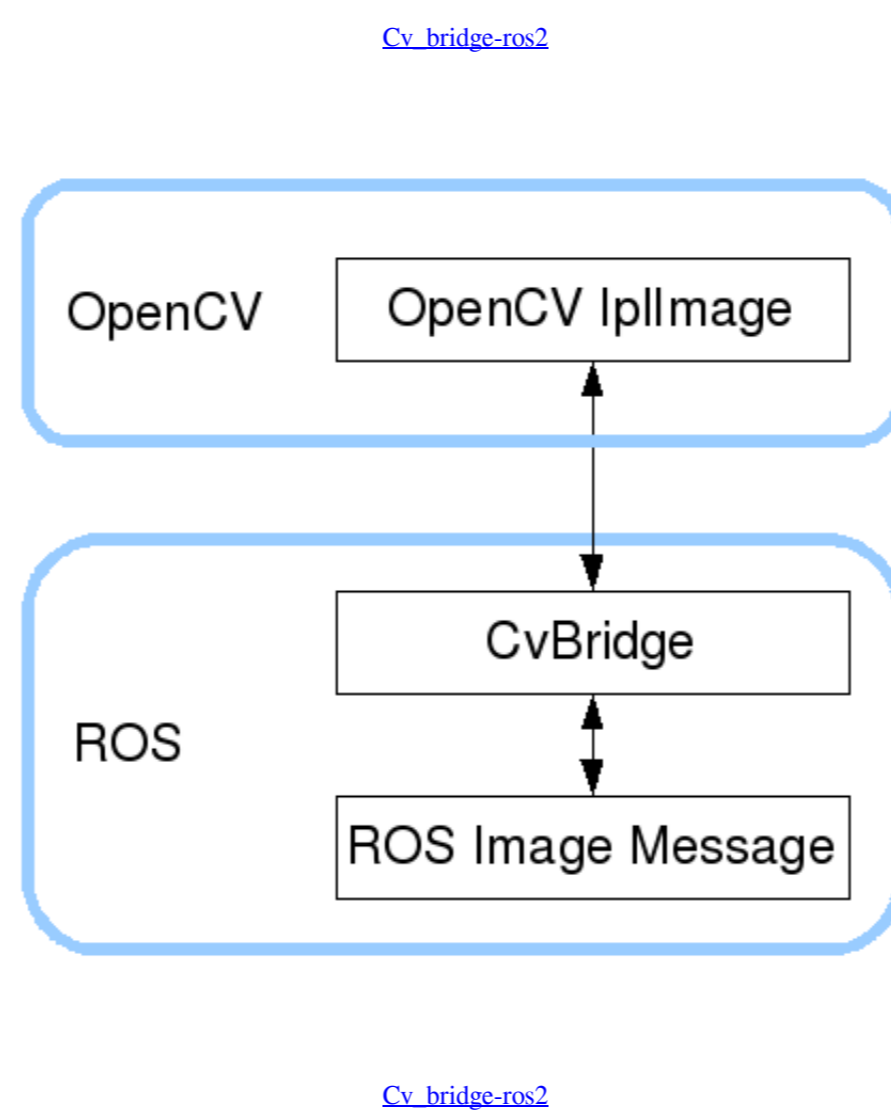 Cv_bridge-ros2
OpenCV
OpenCV IplImage
CvBridge
ROS
ROS Image Message
Cv_bridge-ros2